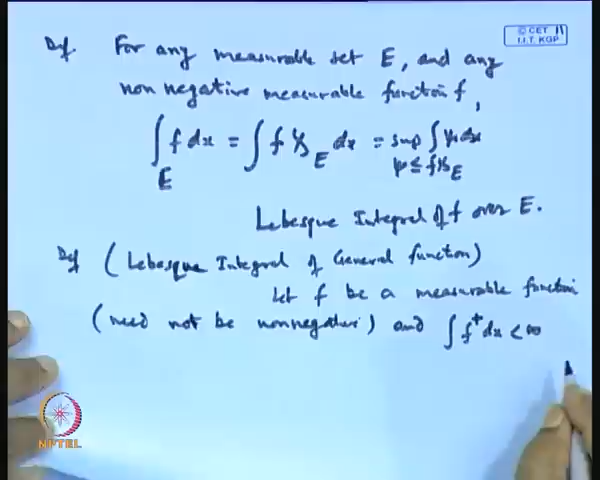 © CET
I.I.T. KGP
Def For any measurable set E, and any
non negative measurable function f,
∫_E f dx = ∫ f χ_E dx = sup_{ψ ≤ f χ_E} ∫ ψ dx
Lebesgue Integral of f over E.
Def (Lebesgue Integral of General function)
Let f be a measurable function
(need not be nonnegative) and ∫ f⁺ dx < ∞
NPTEL